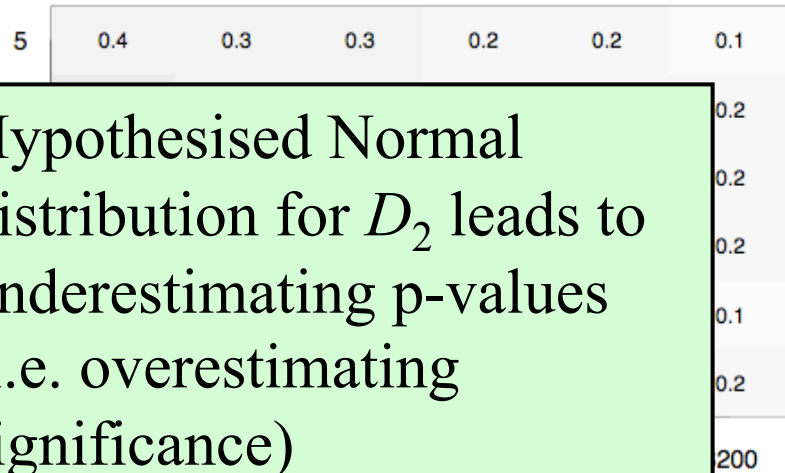 5 0.4 0.3 0.3 0.2 0.2 0.1
ypothesised Normal 0.2
istribution for D₂ leads to 0.2
nderestimating p-values 0.2
.e. overestimating 0.1
ignificance) 0.2
200